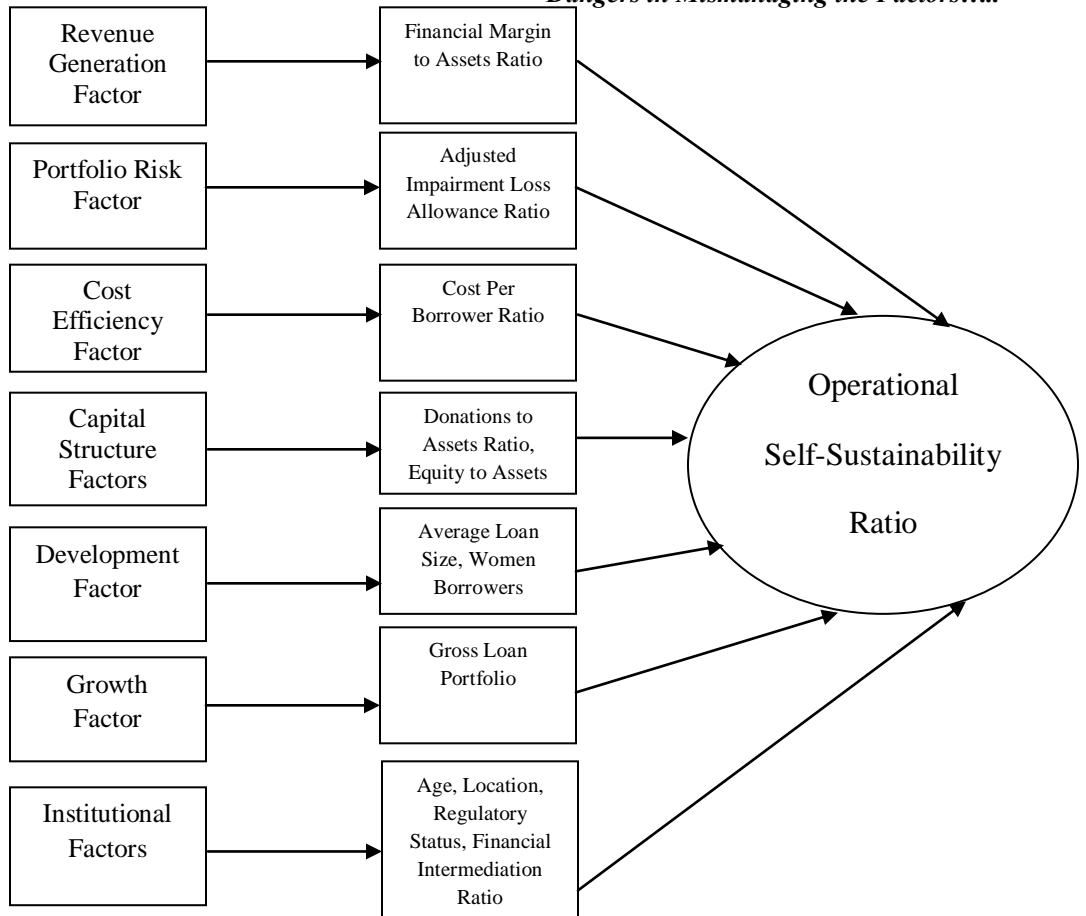 Dangers in Mismanaging the Factors…..
Revenue
Generation
Factor
Financial Margin
to Assets Ratio
Portfolio Risk
Factor
Adjusted
Impairment Loss
Allowance Ratio
Cost
Efficiency
Factor
Cost Per
Borrower Ratio
Capital
Structure
Factors
Donations to
Assets Ratio,
Equity to Assets
Development
Factor
Average Loan
Size, Women
Borrowers
Growth
Factor
Gross Loan
Portfolio
Institutional
Factors
Age, Location,
Regulatory
Status, Financial
Intermediation
Ratio
Operational
Self-Sustainability
Ratio